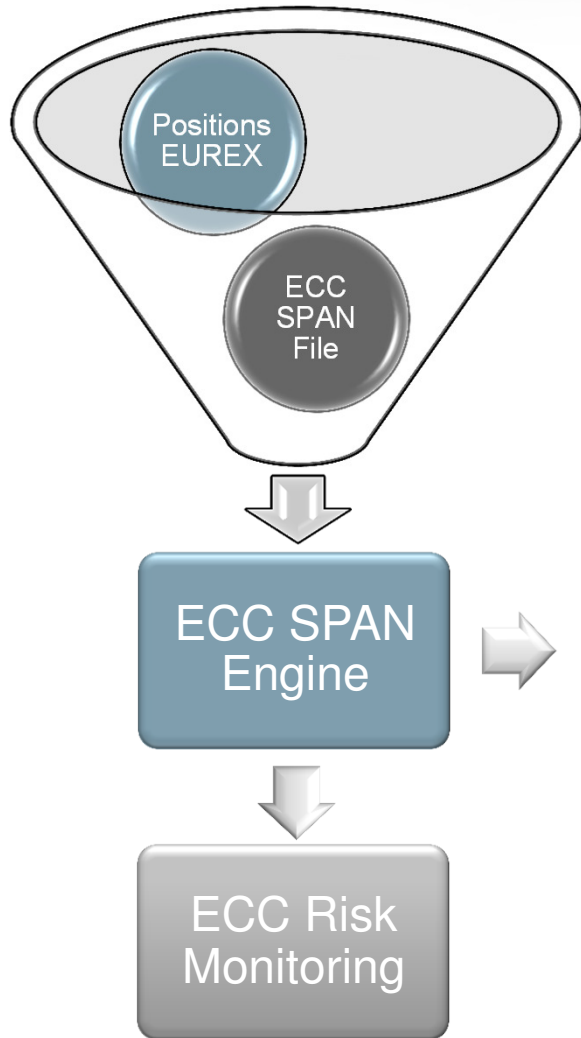 Positions
EUREX
ECC
SPAN
File
ECC SPAN
Engine
ECC Risk
Monitoring